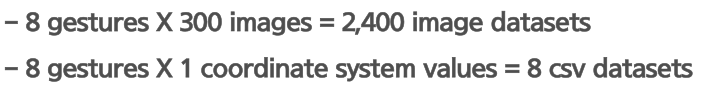 – 8 gestures X 300 images = 2,400 image datasets
– 8 gestures X 1 coordinate system values = 8 csv datasets